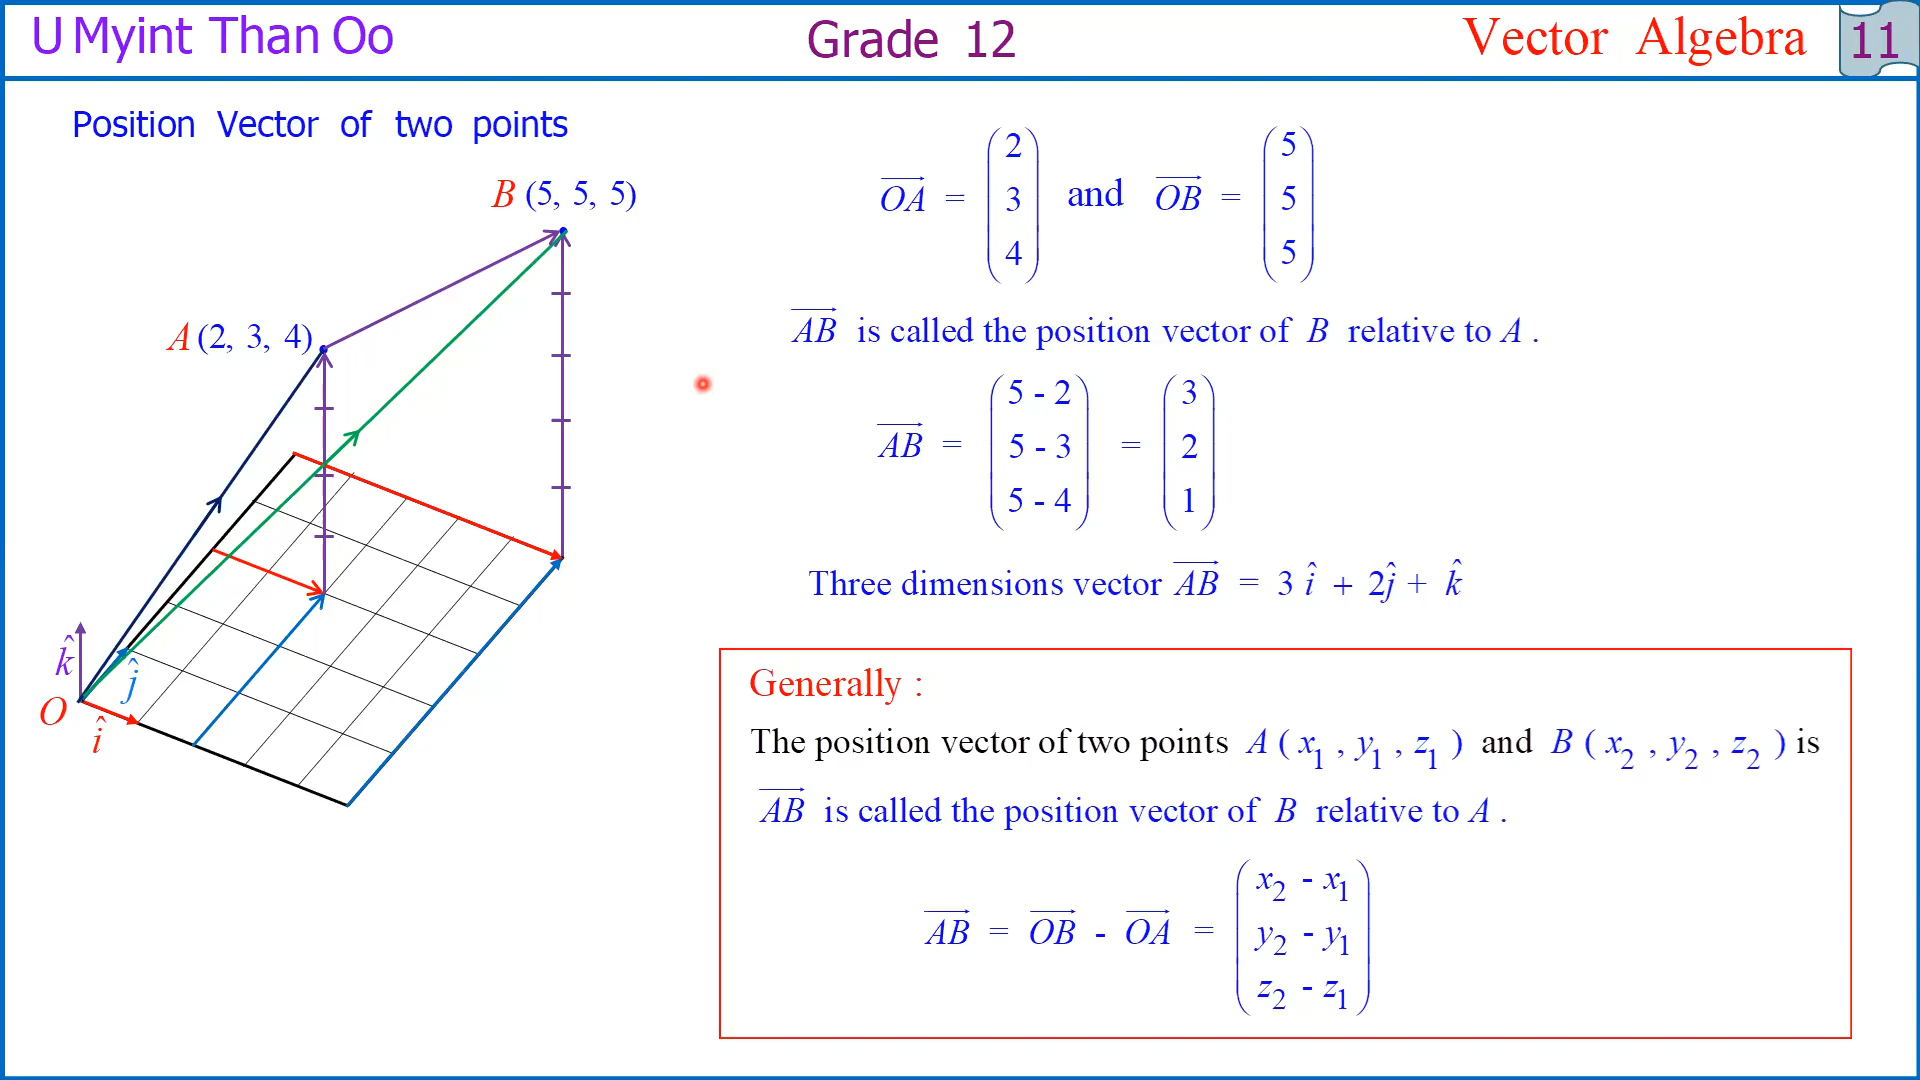 U Myint Than Oo
Grade 12
Vector Algebra
11
Position Vector of two points
B (5, 5, 5)
A (2, 3, 4)
k̂
ĵ
O
î
OA⃗ = (2 3 4) and OB⃗ = (5 5 5)
AB⃗ is called the position vector of B relative to A .
AB⃗ = (5 - 2 5 - 3 5 - 4) = (3 2 1)
Three dimensions vector AB⃗ = 3 î + 2ĵ + k̂
Generally :
The position vector of two points A ( x₁ , y₁ , z₁ ) and B ( x₂ , y₂ , z₂ ) is
AB⃗ is called the position vector of B relative to A .
AB⃗ = OB⃗ - OA⃗ = (x₂ - x₁ y₂ - y₁ z₂ - z₁)